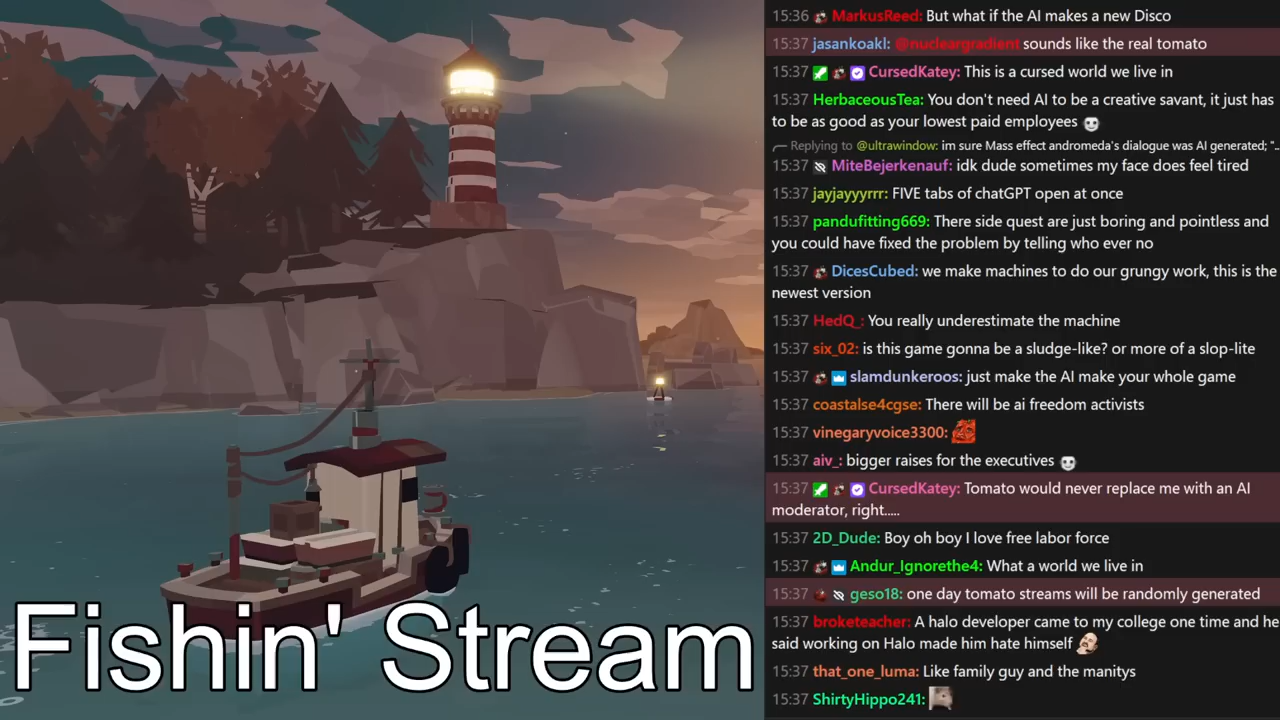 15:36 MarkusReed: But what if the AI makes a new Disco
15:37 jasankoakl: @nucleargradient sounds like the real tomato
15:37 CursedKatey: This is a cursed world we live in
15:37 HerbaceousTea: You don't need AI to be a creative savant, it just has
to be as good as your lowest paid employees
Replying to @ultrawindow: im sure Mass effect andromeda's dialogue was AI generated; "..
15:37 MiteBejerkenauf: idk dude sometimes my face does feel tired
15:37 jayjayyyrrr: FIVE tabs of chatGPT open at once
15:37 pandufitting669: There side quest are just boring and pointless and
you could have fixed the problem by telling who ever no
15:37 DicesCubed: we make machines to do our grungy work, this is the
newest version
15:37 HedQ_: You really underestimate the machine
15:37 six_02: is this game gonna be a sludge-like? or more of a slop-lite
15:37 slamdunkeroos: just make the AI make your whole game
15:37 coastalse4cgse: There will be ai freedom activists
15:37 vinegaryvoice3300:
15:37 aiv_: bigger raises for the executives
15:37 CursedKatey: Tomato would never replace me with an AI
moderator, right.....
15:37 2D_Dude: Boy oh boy I love free labor force
15:37 Andur_Ignorethe4: What a world we live in
15:37 geso18: one day tomato streams will be randomly generated
15:37 broketeacher: A halo developer came to my college one time and he
said working on Halo made him hate himself
15:37 that_one_luma: Like family guy and the manitys
15:37 ShirtyHippo241:
Fishin' Stream